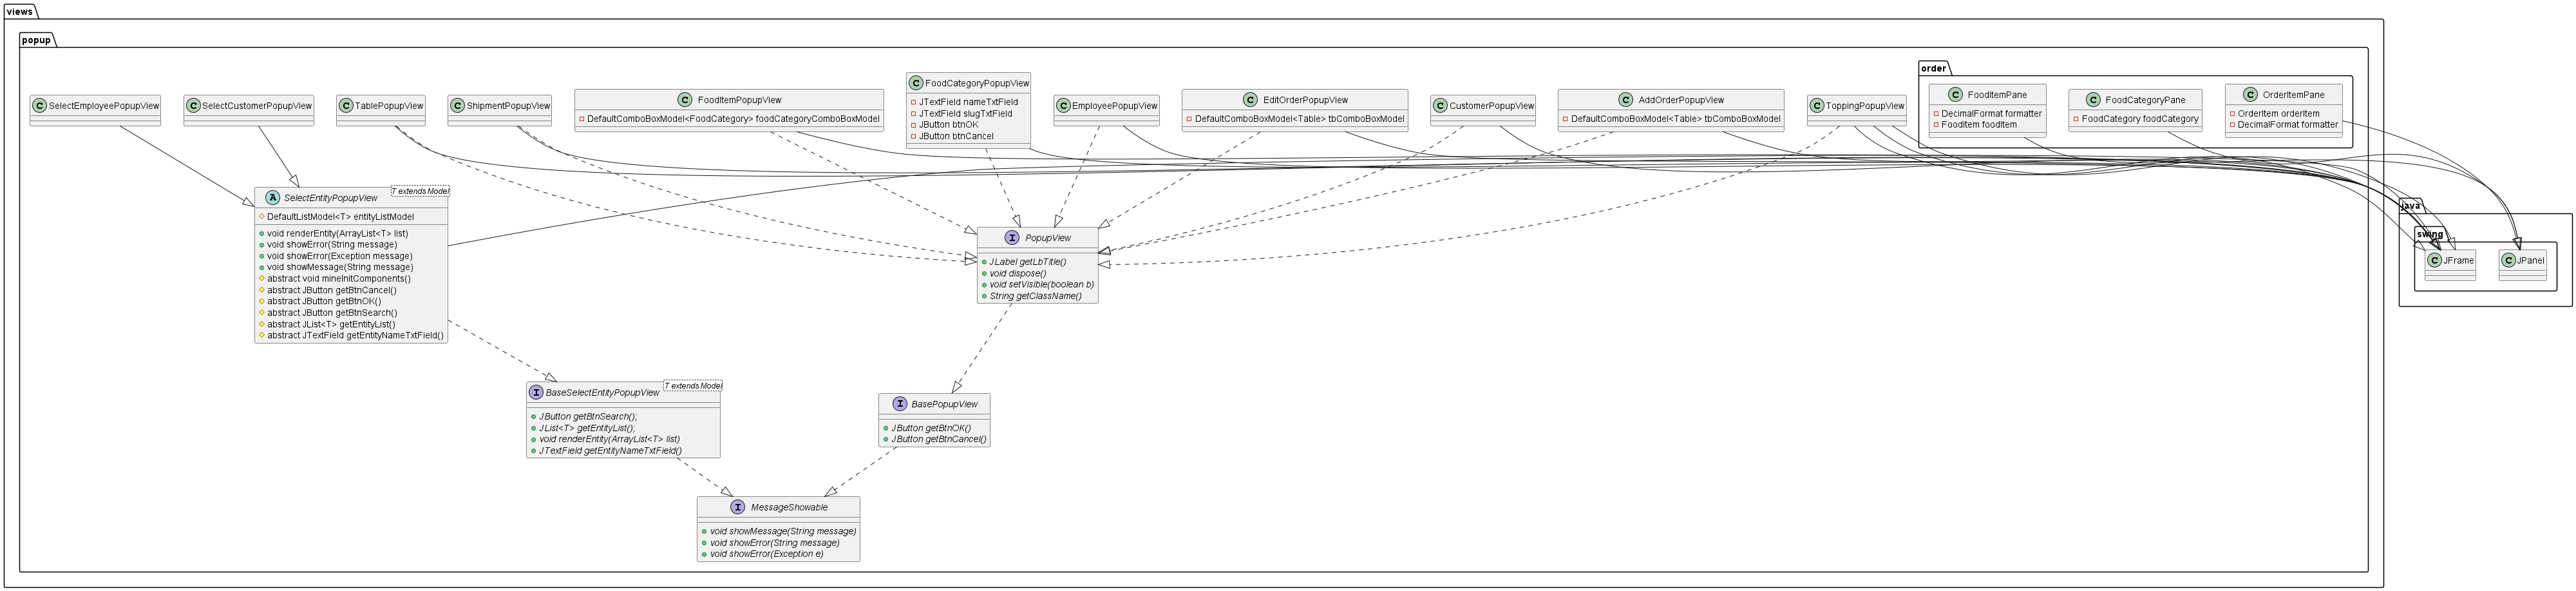 views
popup
order
SelectEmployeePopupView
SelectCustomerPopupView
TablePopupView
ShipmentPopupView
FoodItemPopupView
DefaultComboBoxModel<FoodCategory> foodCategoryComboBoxModel
FoodCategoryPopupView
JTextField nameTxtField
JTextField slugTxtField
JButton btnOK
JButton btnCancel
EmployeePopupView
EditOrderPopupView
DefaultComboBoxModel<Table> tbComboBoxModel
CustomerPopupView
AddOrderPopupView
DefaultComboBoxModel<Table> tbComboBoxModel
ToppingPopupView
FoodItemPane
DecimalFormat formatter
FoodItem foodItem
FoodCategoryPane
FoodCategory foodCategory
OrderItemPane
OrderItem orderItem
DecimalFormat formatter
SelectEntityPopupView
T extends Model
DefaultListModel<T> entityListModel
void renderEntity(ArrayList<T> list)
void showError(String message)
void showError(Exception message)
void showMessage(String message)
abstract void mineInitComponents()
abstract JButton getBtnCancel()
abstract JButton getBtnOK()
abstract JButton getBtnSearch()
abstract JList<T> getEntityList()
abstract JTextField getEntityNameTxtField()
PopupView
JLabel getLbTitle()
void dispose()
void setVisible(boolean b)
String getClassName()
java
swing
JFrame
JPanel
BaseSelectEntityPopupView
T extends Model
JButton getBtnSearch();
JList<T> getEntityList();
void renderEntity(ArrayList<T> list)
JTextField getEntityNameTxtField()
BasePopupView
JButton getBtnOK()
JButton getBtnCancel()
MessageShowable
void showMessage(String message)
void showError(String message)
void showError(Exception e)